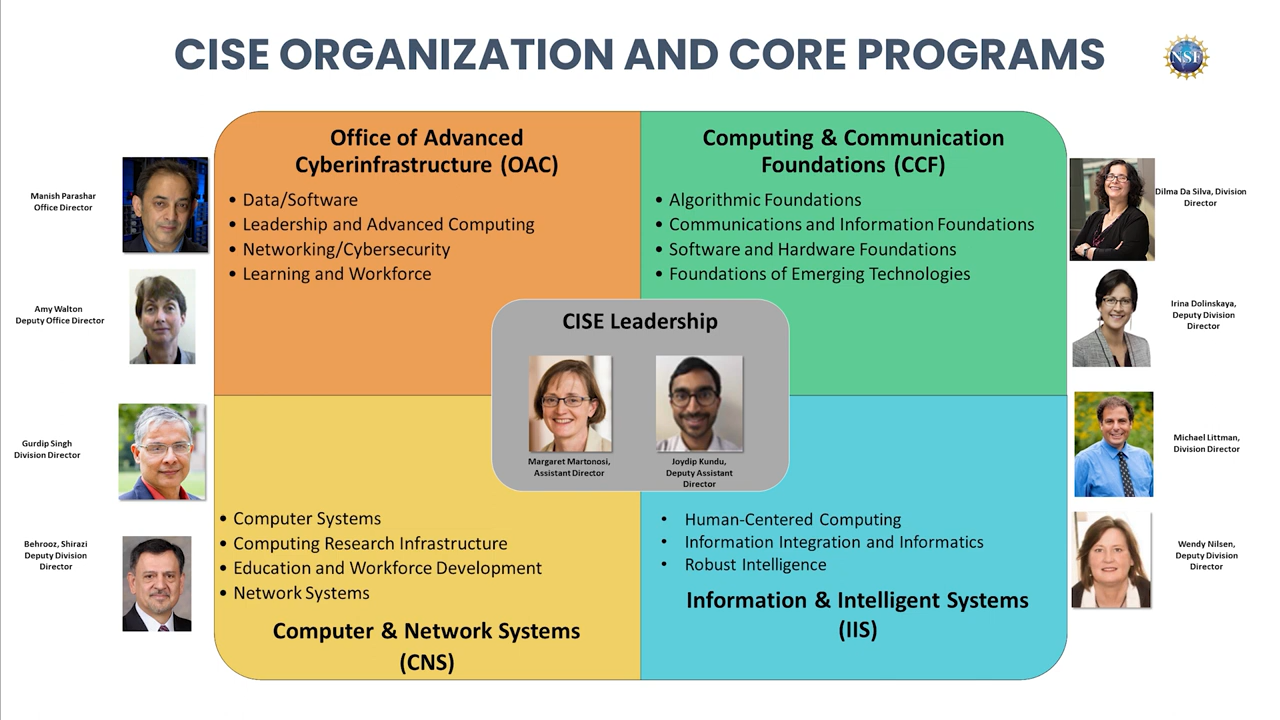 CISE ORGANIZATION AND CORE PROGRAMS
NSF
Office of Advanced
Cyberinfrastructure (OAC)
• Data/Software
• Leadership and Advanced Computing
• Networking/Cybersecurity
• Learning and Workforce
Computing & Communication
Foundations (CCF)
• Algorithmic Foundations
• Communications and Information Foundations
• Software and Hardware Foundations
• Foundations of Emerging Technologies
Manish Parashar
Office Director
Amy Walton
Deputy Office Director
Gurdip Singh
Division Director
Behrooz, Shirazi
Deputy Division
Director
CISE Leadership
Margaret Martonosi,
Assistant Director
Joydip Kundu,
Deputy Assistant
Director
Dilma Da Silva, Division
Director
Irina Dolinskaya,
Deputy Division
Director
Michael Littman,
Division Director
Wendy Nilsen,
Deputy Division
Director
• Computer Systems
• Computing Research Infrastructure
• Education and Workforce Development
• Network Systems
Computer & Network Systems
(CNS)
• Human-Centered Computing
• Information Integration and Informatics
• Robust Intelligence
Information & Intelligent Systems
(IIS)